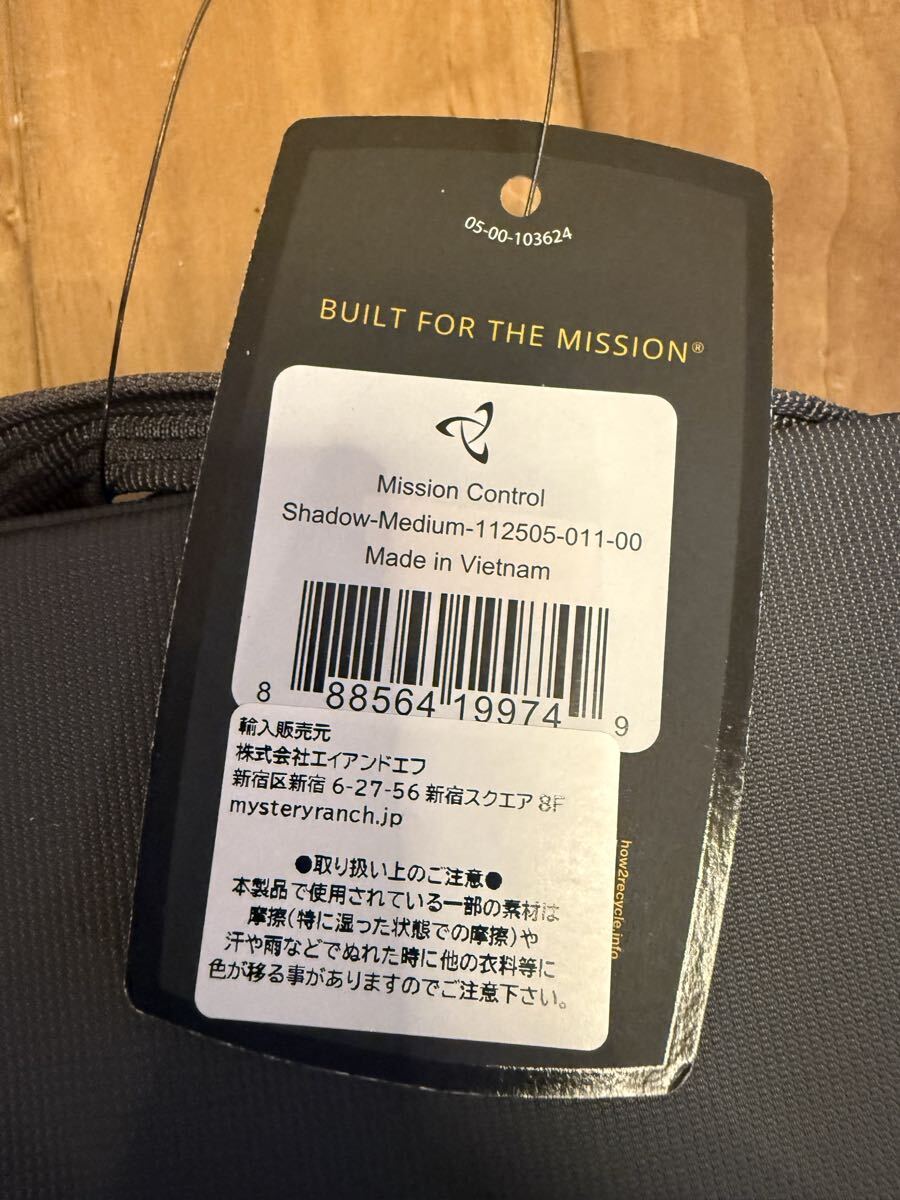 05-00-103624
BUILT FOR THE MISSION®
Mission Control
Shadow-Medium-112505-011-00
Made in Vietnam
8 88564 19974 9
輸入販売元
株式会社エイアンドエフ
新宿区新宿 6-27-56 新宿スクエア 8F
mysteryranch.jp
●取り扱い上のご注意●
本製品で使用されている一部の素材は
摩擦(特に湿った状態での摩擦)や
汗や雨などでぬれた時に他の衣料等に
色が移る事がありますのでご注意下さい。
how2recycle.info